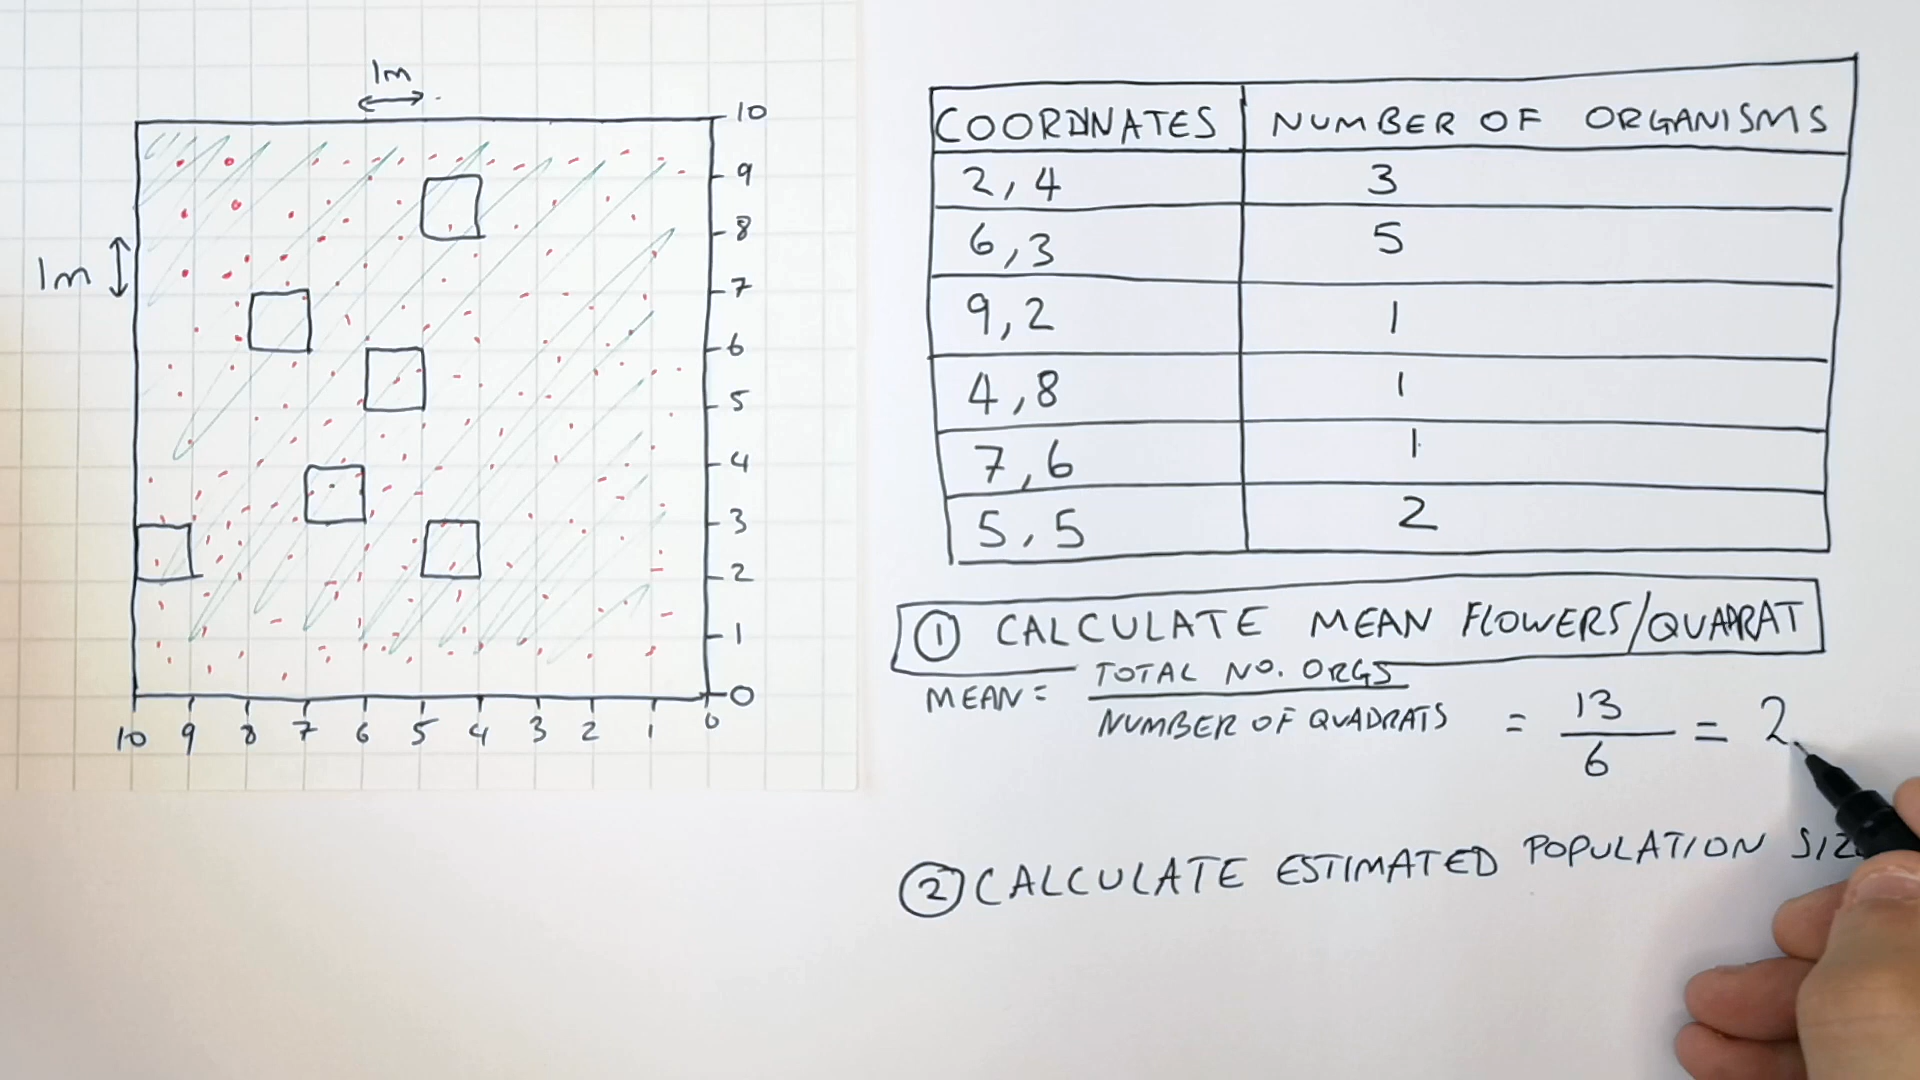 1m
10
9
8
7
6
5
4
3
2
1
0
1m
10 9 8 7 6 5 4 3 2 1 0
COORDINATES NUMBER OF ORGANISMS
2,4 3
6,3 5
9,2 1
4,8 1
7,6 1
5,5 2
① CALCULATE MEAN FLOWERS/QUADRAT
MEAN = TOTAL NO. ORGS
NUMBER OF QUADRATS = 13 / 6 = 2.
② CALCULATE ESTIMATED POPULATION SIZ